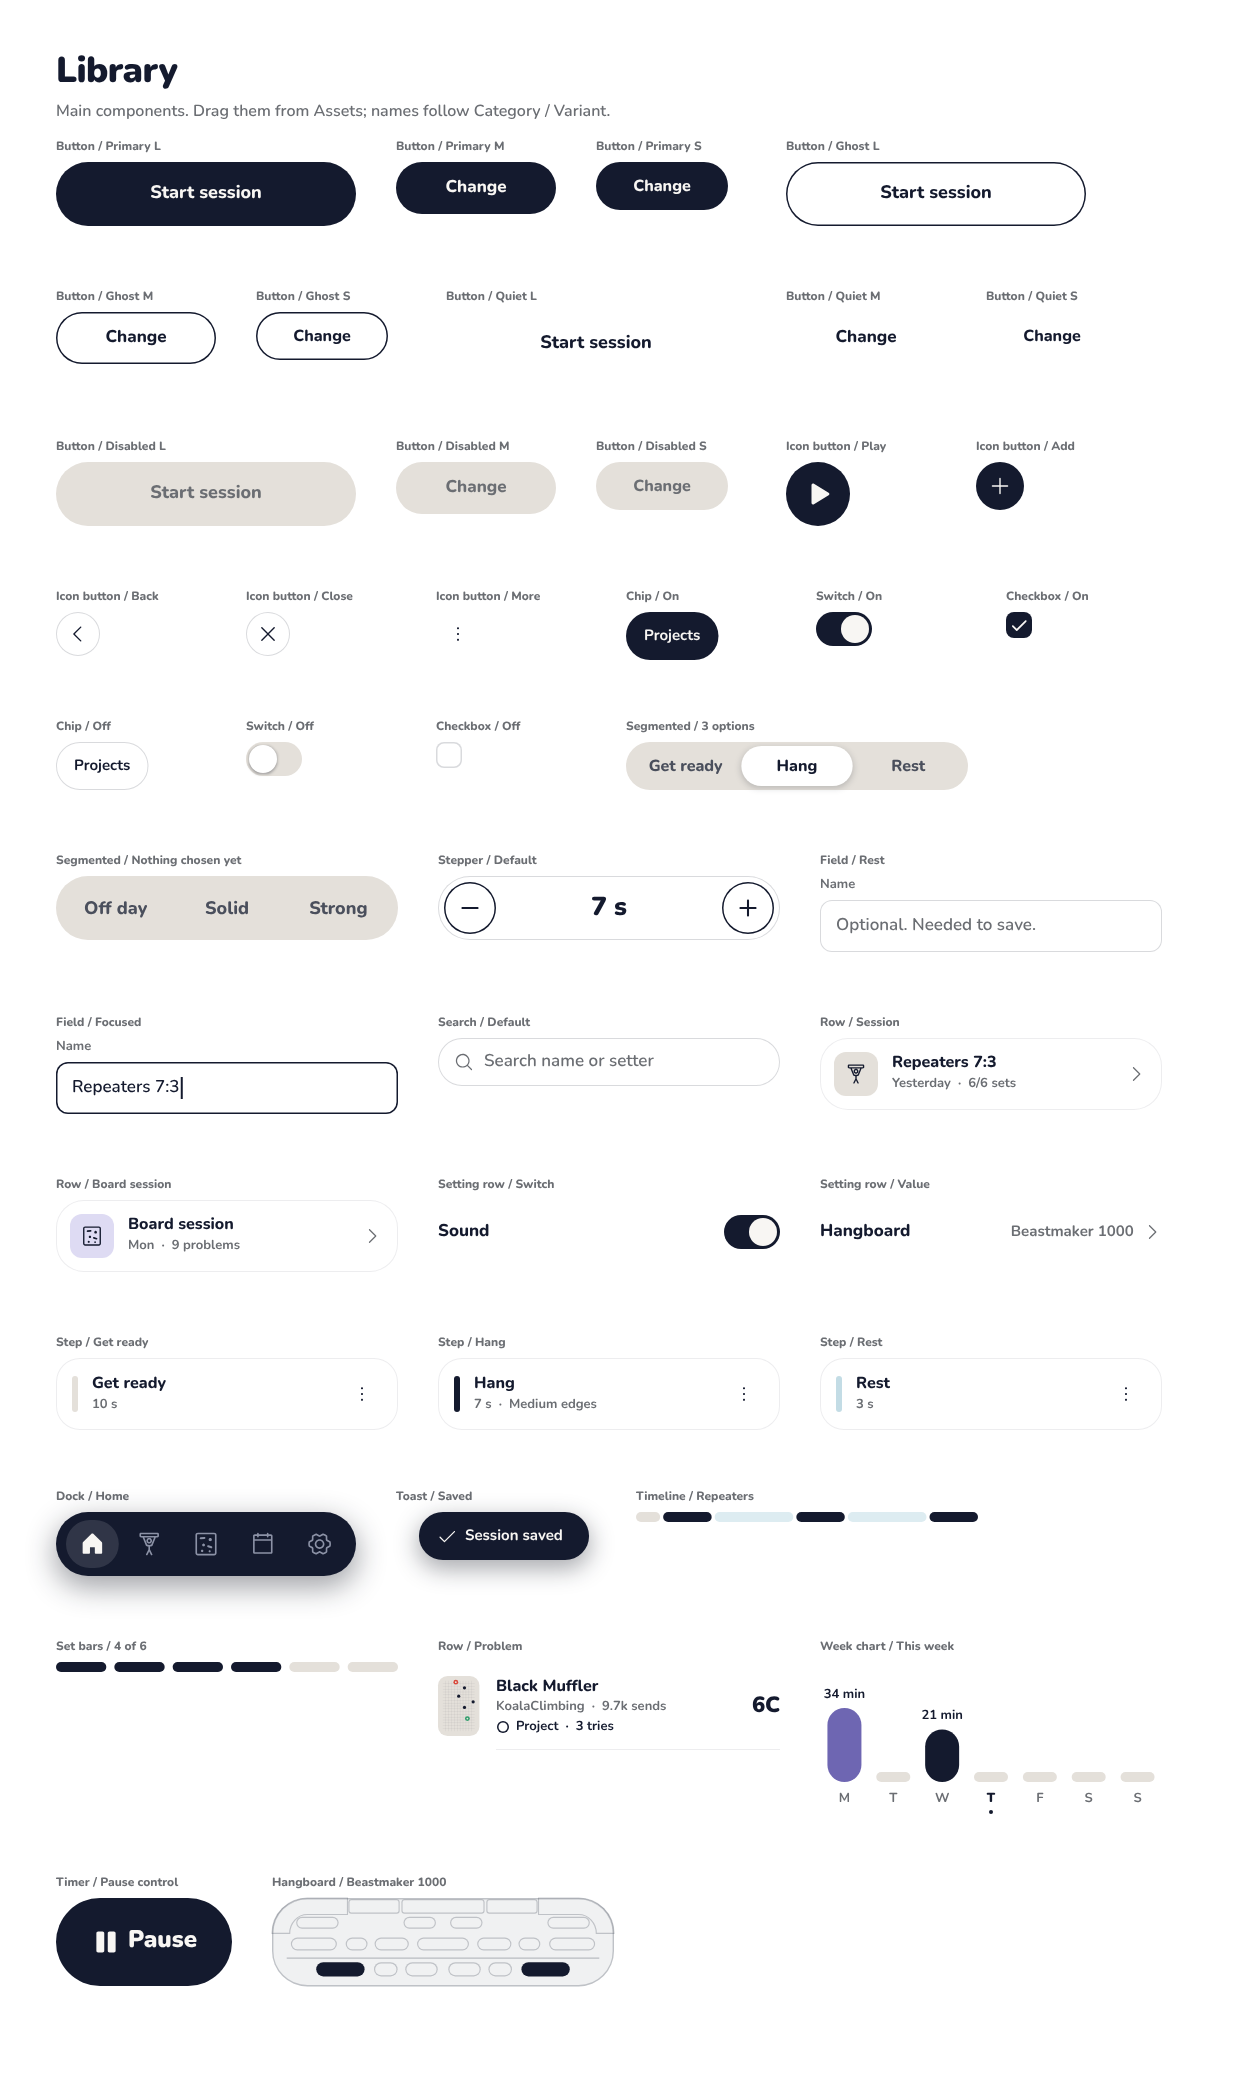 Library
Main components. Drag them from Assets; names follow Category / Variant.
Button / Primary L
Button / Primary M
Button / Primary S
Button / Ghost L
Start session
Change
Change
Start session
Button / Ghost M
Button / Ghost S
Button / Quiet L
Button / Quiet M
Button / Quiet S
Change
Change
Start session
Change
Change
Button / Disabled L
Button / Disabled M
Button / Disabled S
Icon button / Play
Icon button / Add
Start session
Change
Change
Icon button / Back
Icon button / Close
Icon button / More
Chip / On
Switch / On
Checkbox / On
Projects
Chip / Off
Switch / Off
Checkbox / Off
Segmented / 3 options
Projects
Get ready
Hang
Rest
Segmented / Nothing chosen yet
Stepper / Default
Field / Rest
Off day
Solid
Strong
7 s
Name
Optional. Needed to save.
Field / Focused
Search / Default
Row / Session
Name
Repeaters 7:3
Search name or setter
Repeaters 7:3
Yesterday · 6/6 sets
Row / Board session
Setting row / Switch
Setting row / Value
Board session
Mon · 9 problems
Sound
Hangboard
Beastmaker 1000
Step / Get ready
Step / Hang
Step / Rest
Get ready
10 s
Hang
7 s · Medium edges
Rest
3 s
Dock / Home
Toast / Saved
Timeline / Repeaters
Session saved
Set bars / 4 of 6
Row / Problem
Week chart / This week
Black Muffler
KoalaClimbing · 9.7k sends
Project · 3 tries
6C
34 min
21 min
M
T
W
T
F
S
S
Timer / Pause control
Hangboard / Beastmaker 1000
Pause